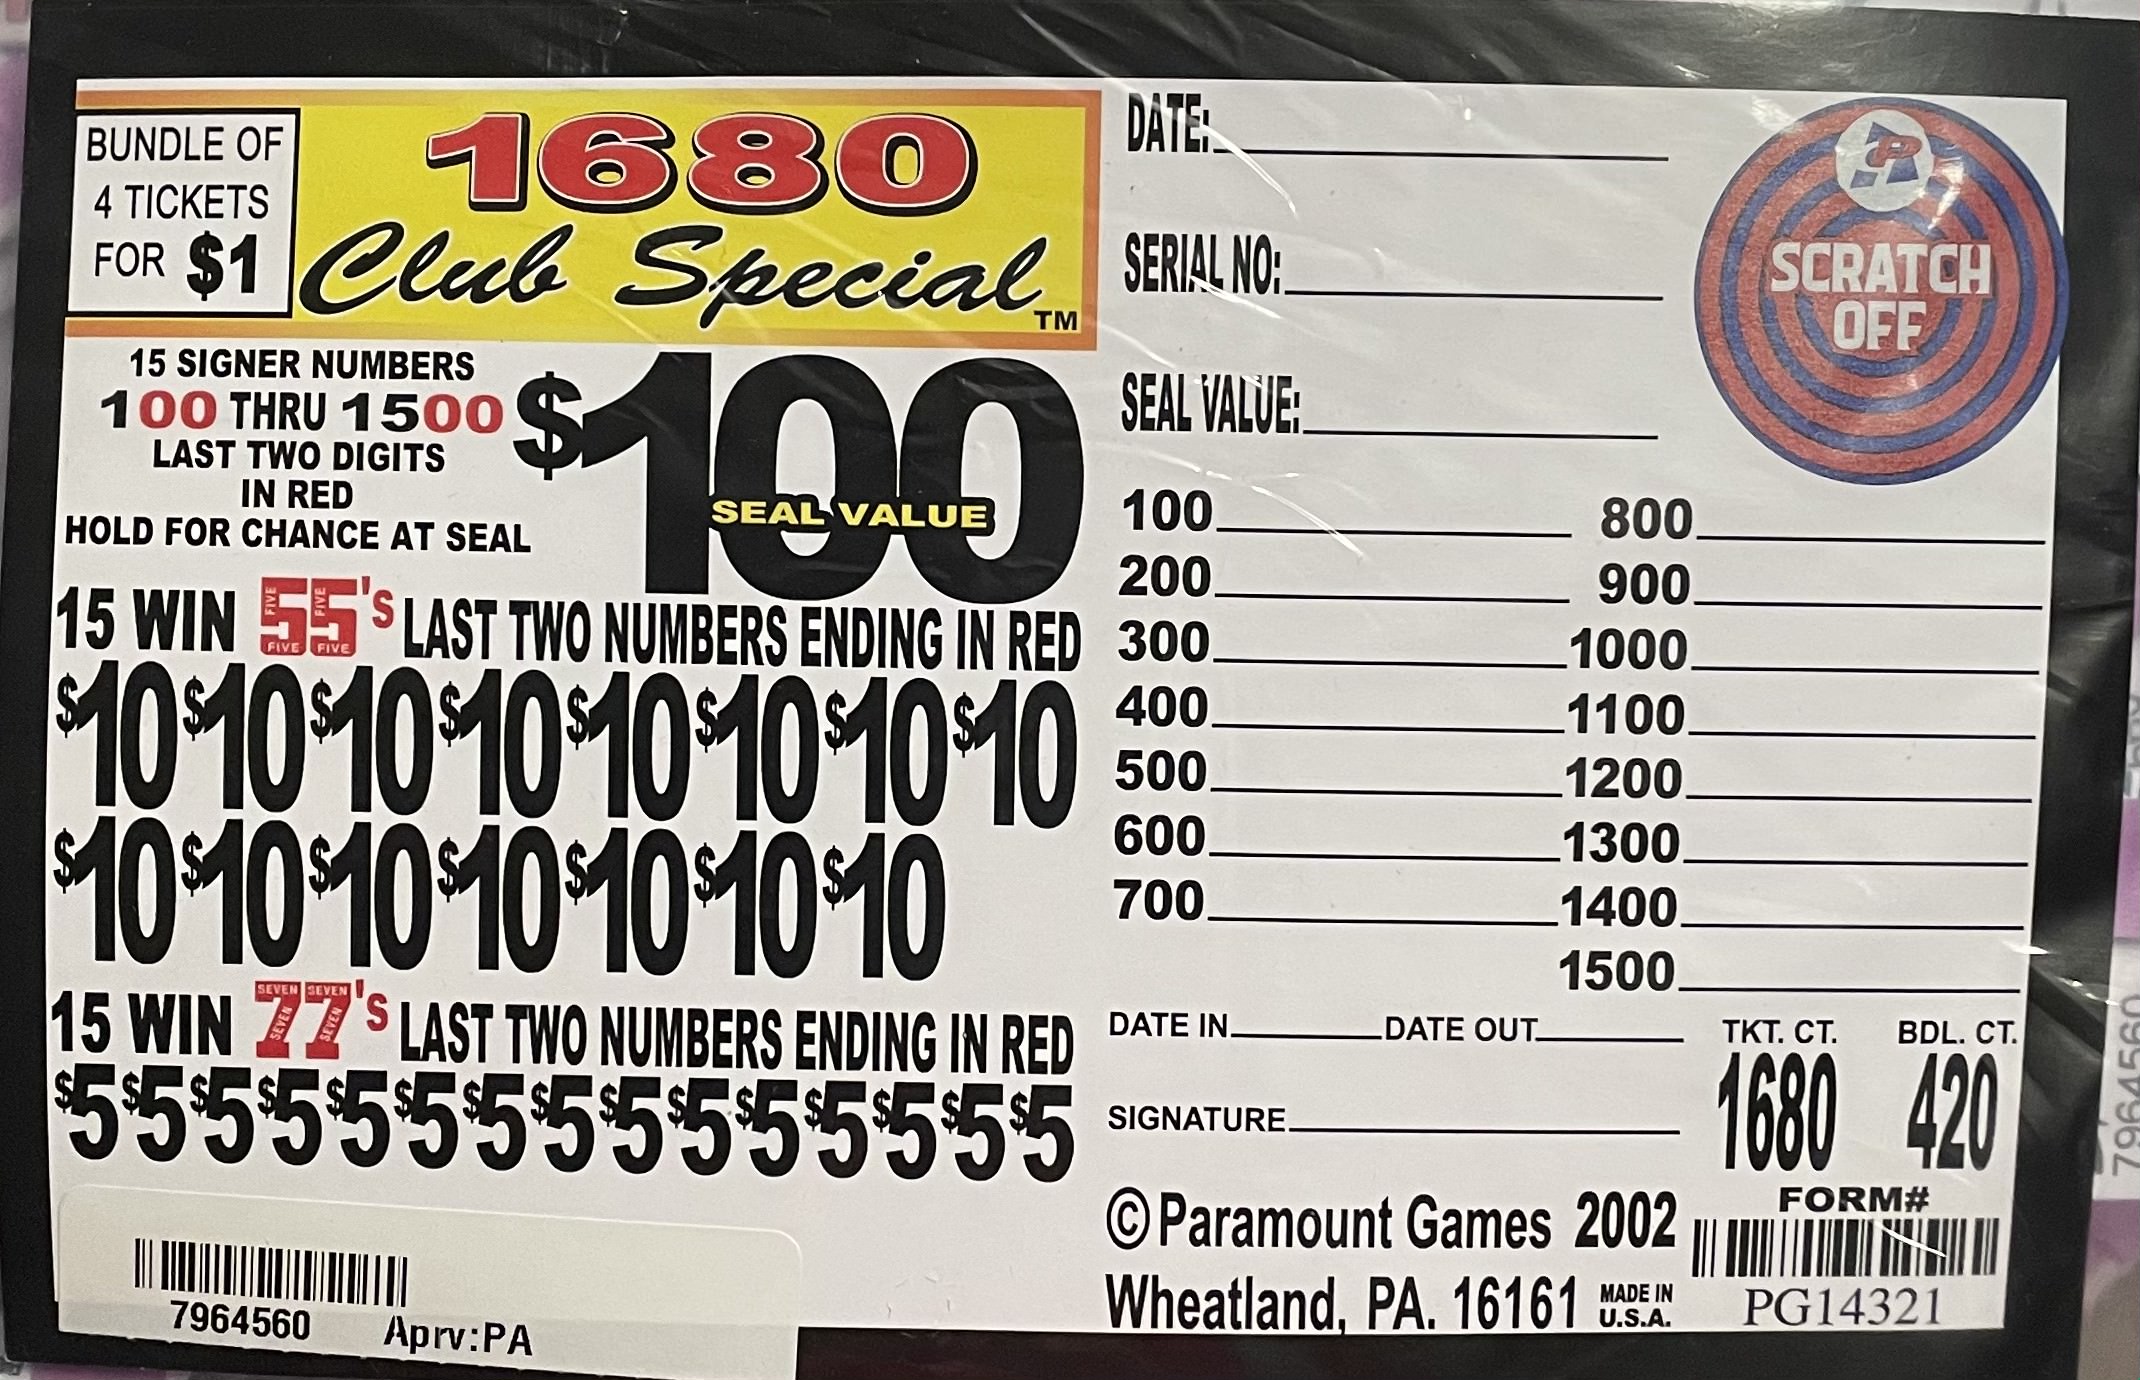 BUNDLE OF
4 TICKETS
FOR $1
1680
Club Special™
15 SIGNER NUMBERS
100 THRU 1500
LAST TWO DIGITS
IN RED
HOLD FOR CHANCE AT SEAL
$100
SEAL VALUE
15 WIN 55's LAST TWO NUMBERS ENDING IN RED
$10 $10 $10 $10 $10 $10 $10 $10
$10 $10 $10 $10 $10 $10 $10
15 WIN 77's LAST TWO NUMBERS ENDING IN RED
$5 $5 $5 $5 $5 $5 $5 $5 $5 $5 $5 $5 $5 $5 $5
7964560 Aprv:PA
DATE:
SERIAL NO:
SEAL VALUE:
P
SCRATCH
OFF
100 800
200 900
300 1000
400 1100
500 1200
600 1300
700 1400
1500
DATE IN DATE OUT TKT. CT. BDL. CT.
1680 420
SIGNATURE
FORM#
© Paramount Games 2002
Wheatland, PA. 16161 MADE IN
U.S.A.
PG14321
7964560